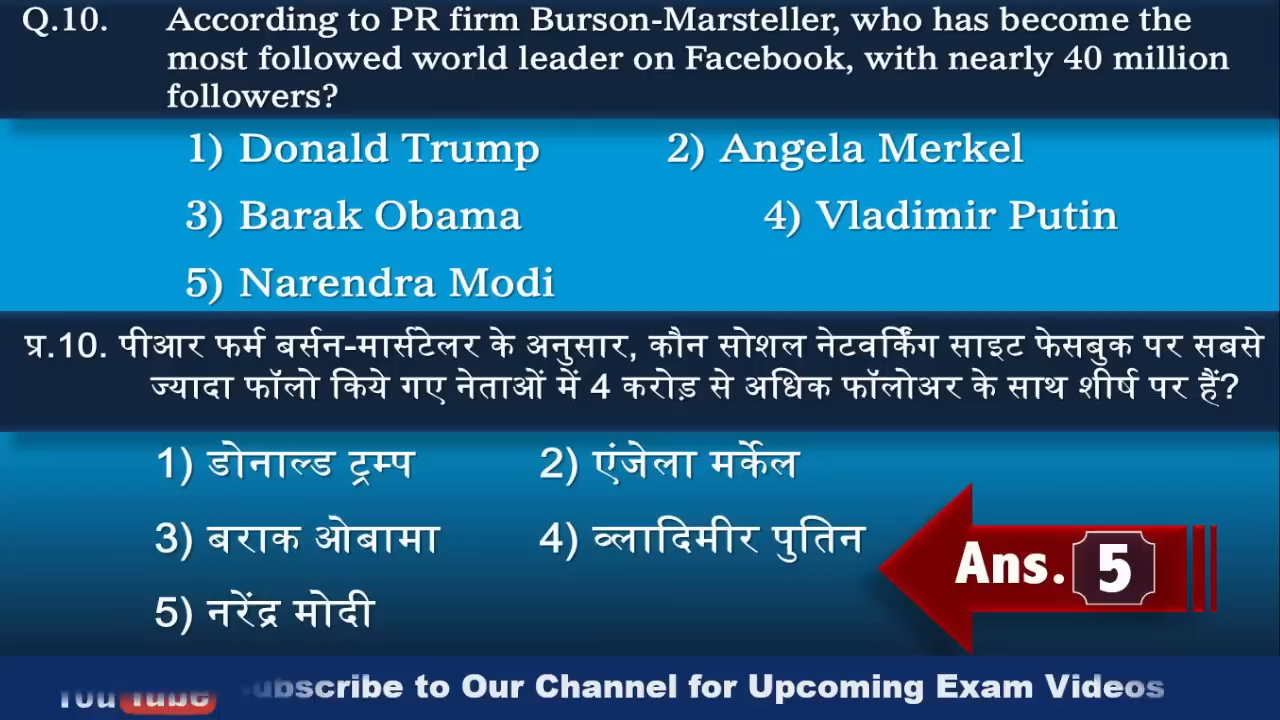 Q.10. According to PR firm Burson-Marsteller, who has become the
most followed world leader on Facebook, with nearly 40 million
followers?
1) Donald Trump 2) Angela Merkel
3) Barak Obama 4) Vladimir Putin
5) Narendra Modi
प्र.10. पीआर फर्म बर्सन-मार्सटेलर के अनुसार, कौन सोशल नेटवर्किंग साइट फेसबुक पर सबसे
ज्यादा फॉलो किये गए नेताओं में 4 करोड़ से अधिक फॉलोअर के साथ शीर्ष पर हैं?
1) डोनाल्ड ट्रम्प 2) एंजेला मर्केल
3) बराक ओबामा 4) व्लादिमीर पुतिन
5) नरेंद्र मोदी
Ans. 5
YouTube Subscribe to Our Channel for Upcoming Exam Videos